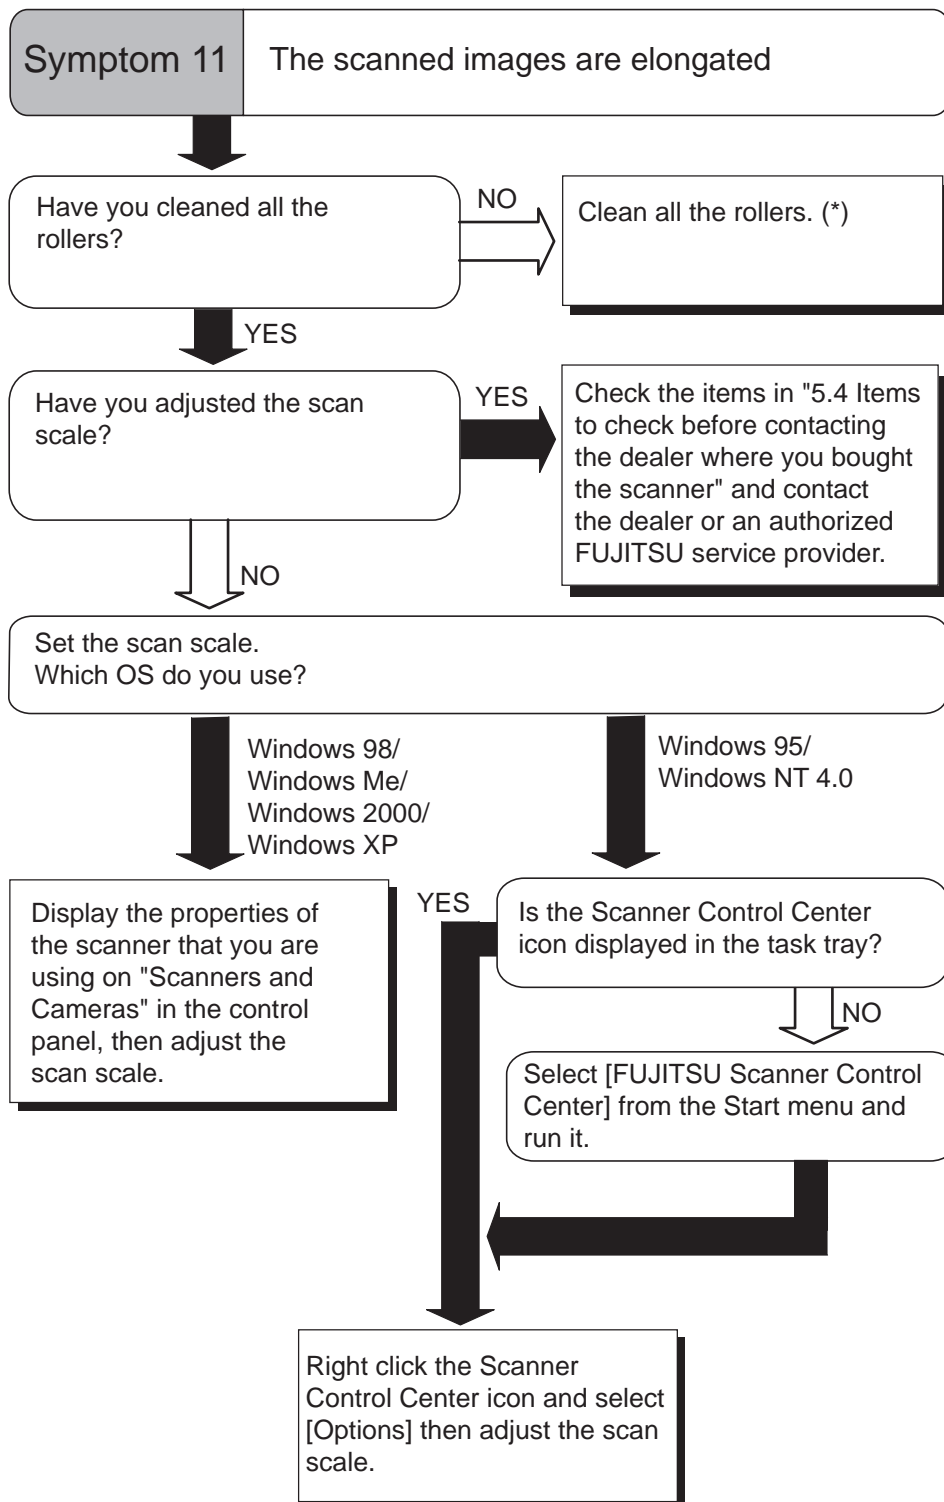 Symptom 11
The scanned images are elongated
Have you cleaned all the
rollers?
NO
Clean all the rollers. (*)
YES
Have you adjusted the scan
scale?
YES
Check the items in "5.4 Items
to check before contacting
the dealer where you bought
the scanner" and contact
the dealer or an authorized
FUJITSU service provider.
NO
Set the scan scale.
Which OS do you use?
Windows 98/
Windows Me/
Windows 2000/
Windows XP
Windows 95/
Windows NT 4.0
Display the properties of
the scanner that you are
using on "Scanners and
Cameras" in the control
panel, then adjust the
scan scale.
YES
Is the Scanner Control Center
icon displayed in the task tray?
NO
Select [FUJITSU Scanner Control
Center] from the Start menu and
run it.
Right click the Scanner
Control Center icon and select
[Options] then adjust the scan
scale.